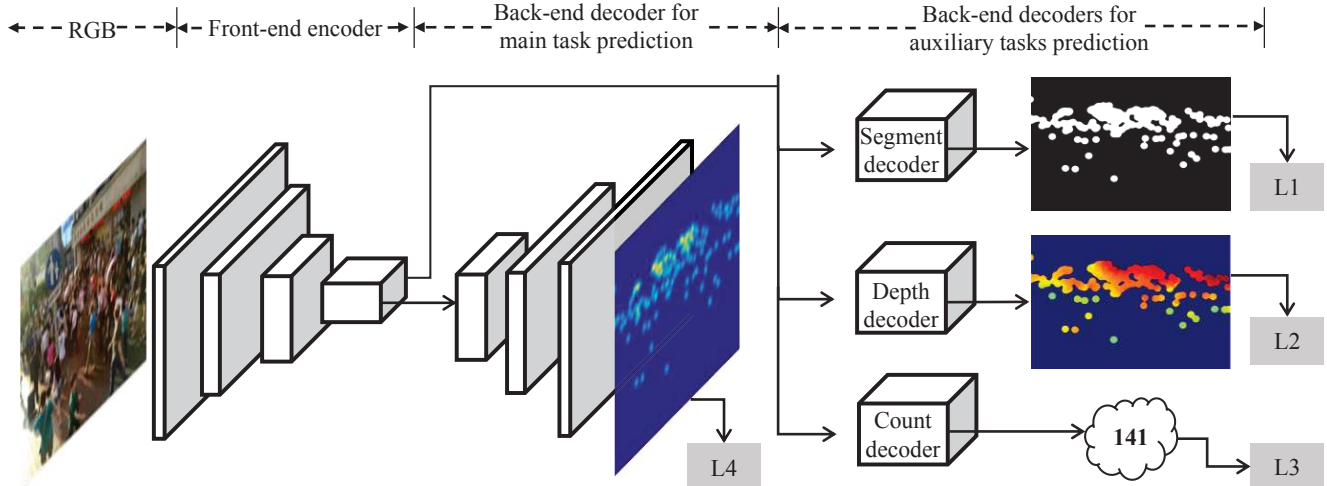 RGB
Front-end encoder
Back-end decoder for
main task prediction
Back-end decoders for
auxiliary tasks prediction
Segment
decoder
L1
Depth
decoder
L2
Count
decoder
141
L3
L4